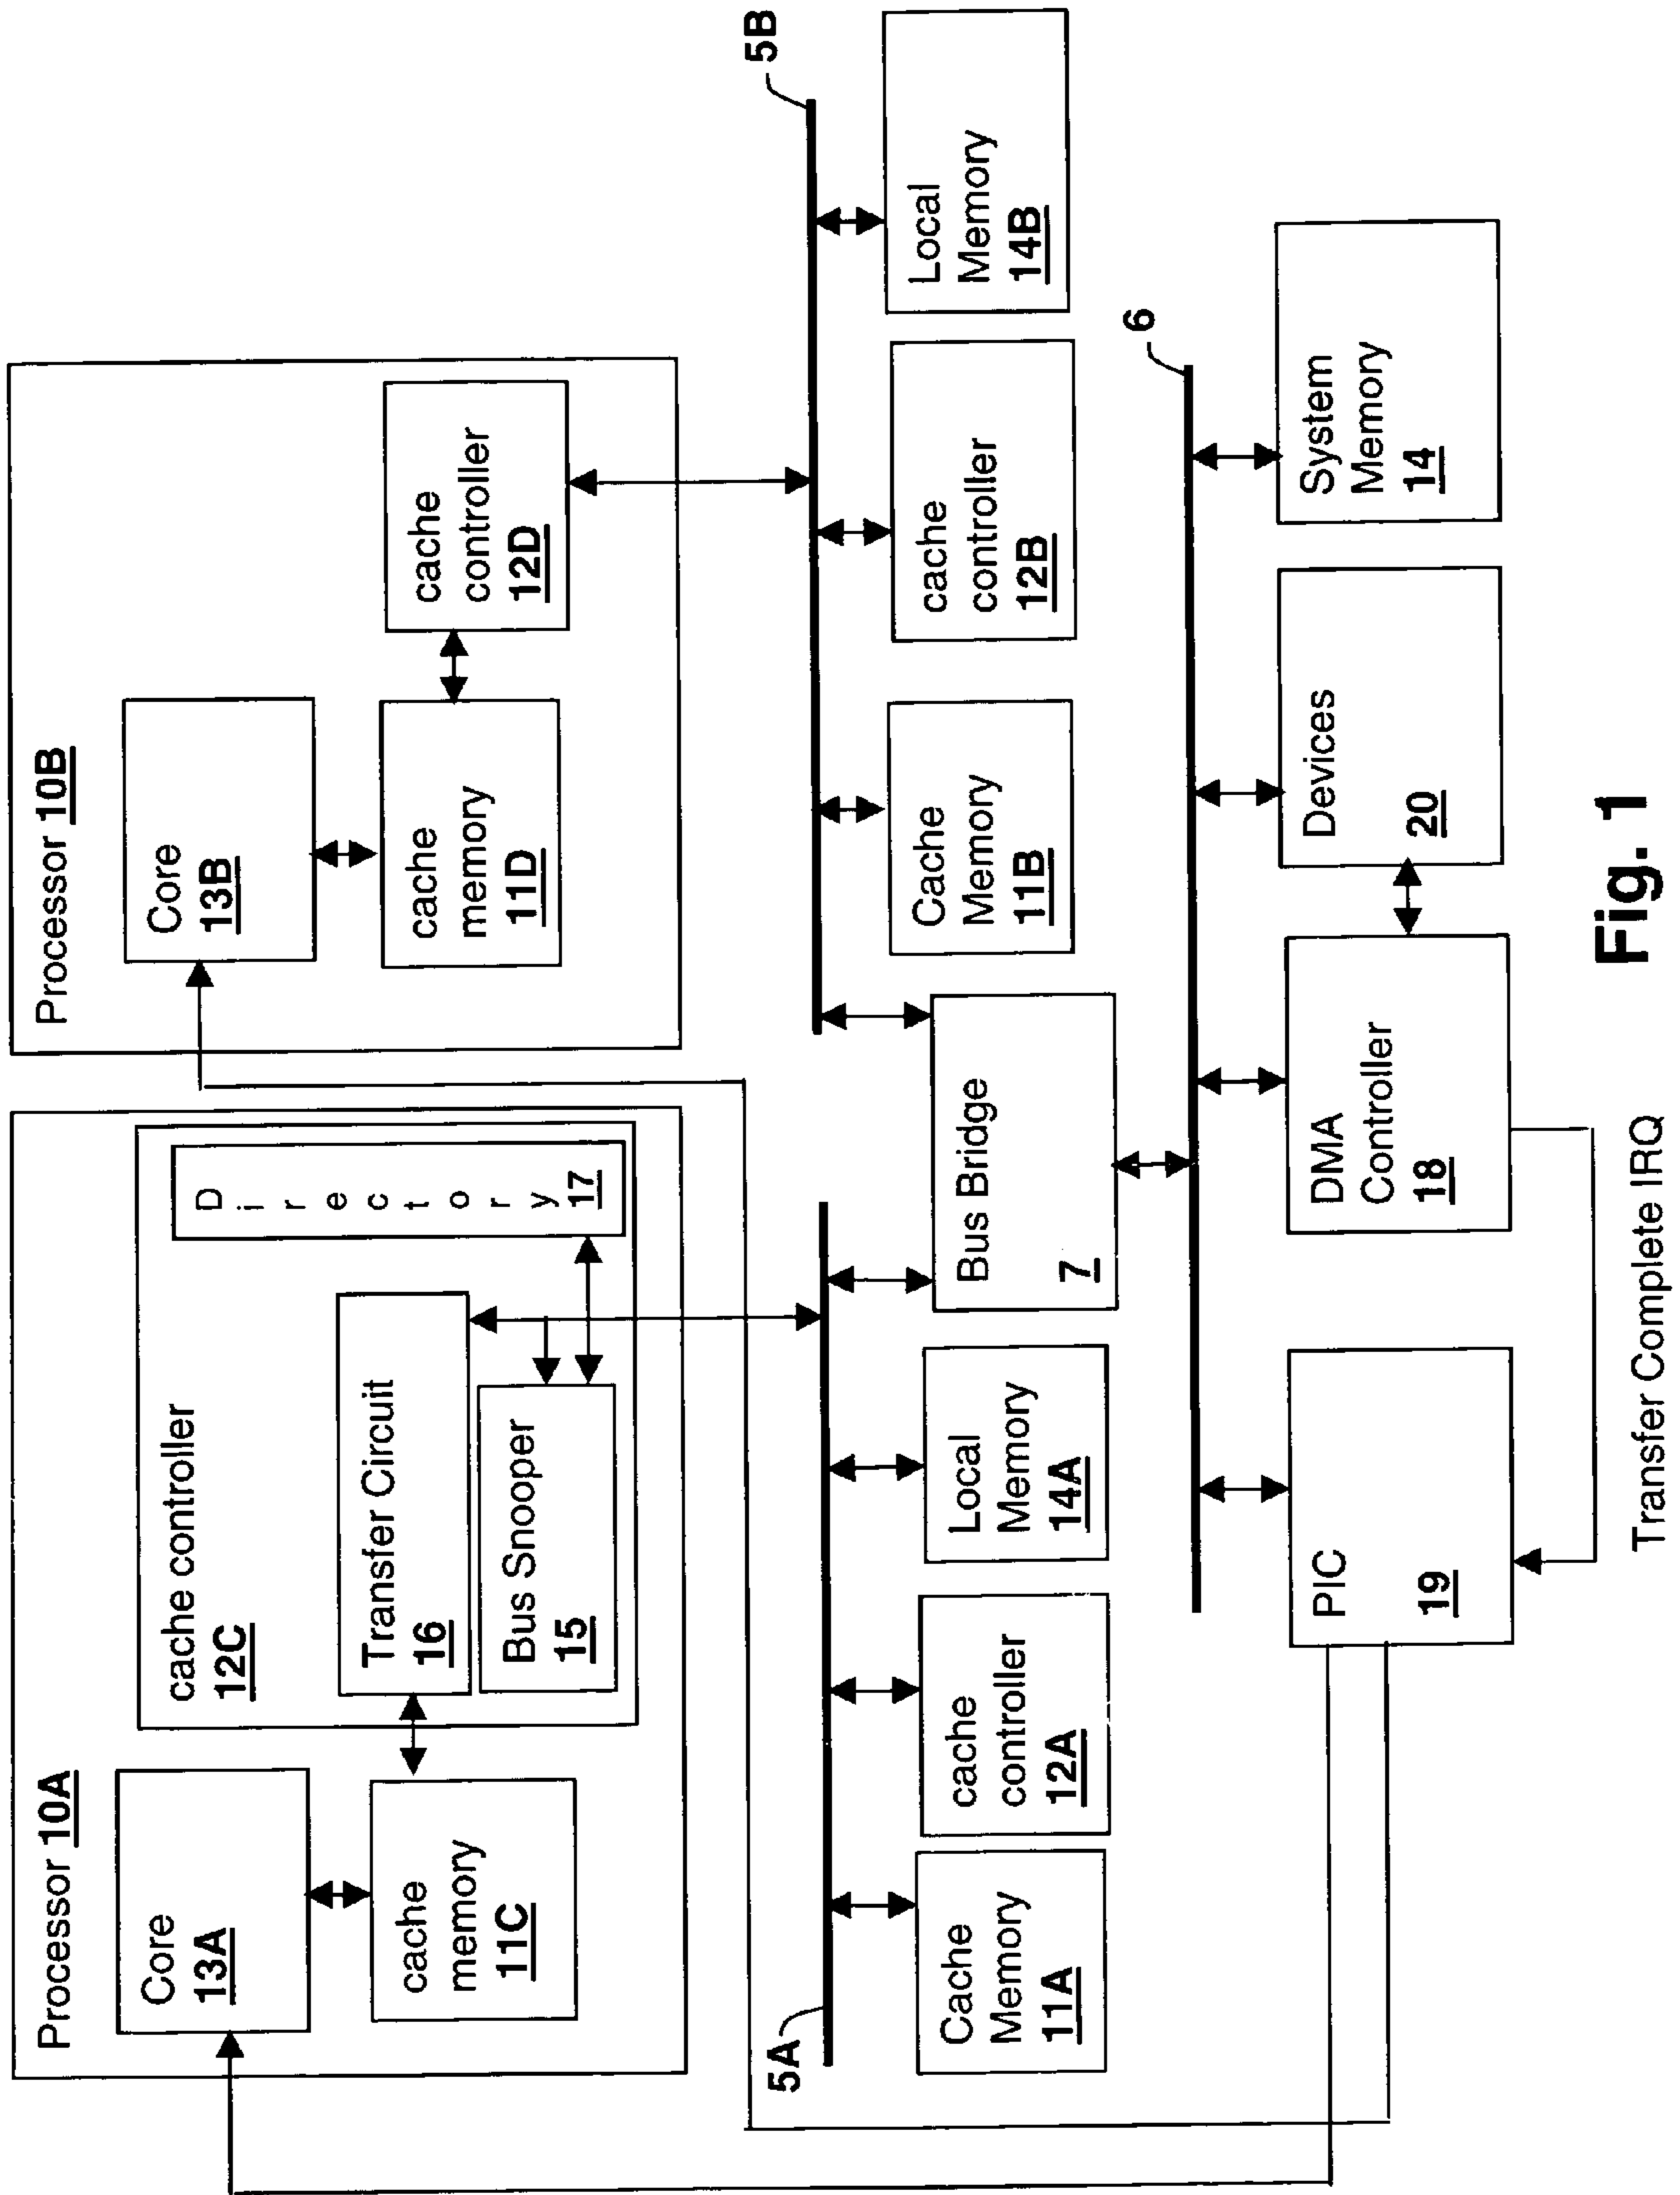 Processor 10A
Core
13A
cache
memory
11C
cache controller
12C
Transfer Circuit
16
Bus Snooper
15
Directory
17
Processor 10B
Core
13B
cache
memory
11D
cache
controller
12D
5A
5B
Cache
Memory
11A
cache
controller
12A
Local
Memory
14A
Bus Bridge
7
Cache
Memory
11B
cache
controller
12B
Local
Memory
14B
6
PIC
19
DMA
Controller
18
Devices
20
System
Memory
14
Transfer Complete IRQ
Fig. 1